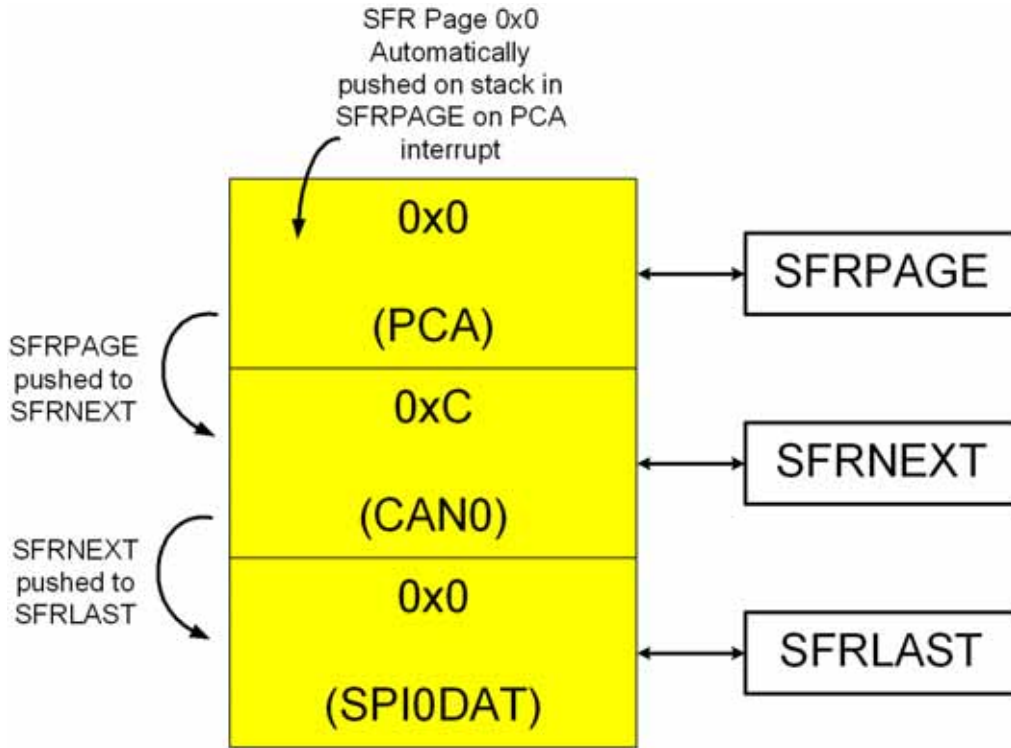 SFR Page 0x0
Automatically
pushed on stack in
SFRPAGE on PCA
interrupt
0x0
(PCA)
SFRPAGE
SFRPAGE
pushed to
SFRNEXT
0xC
(CAN0)
SFRNEXT
SFRNEXT
pushed to
SFRLAST
0x0
(SPI0DAT)
SFRLAST